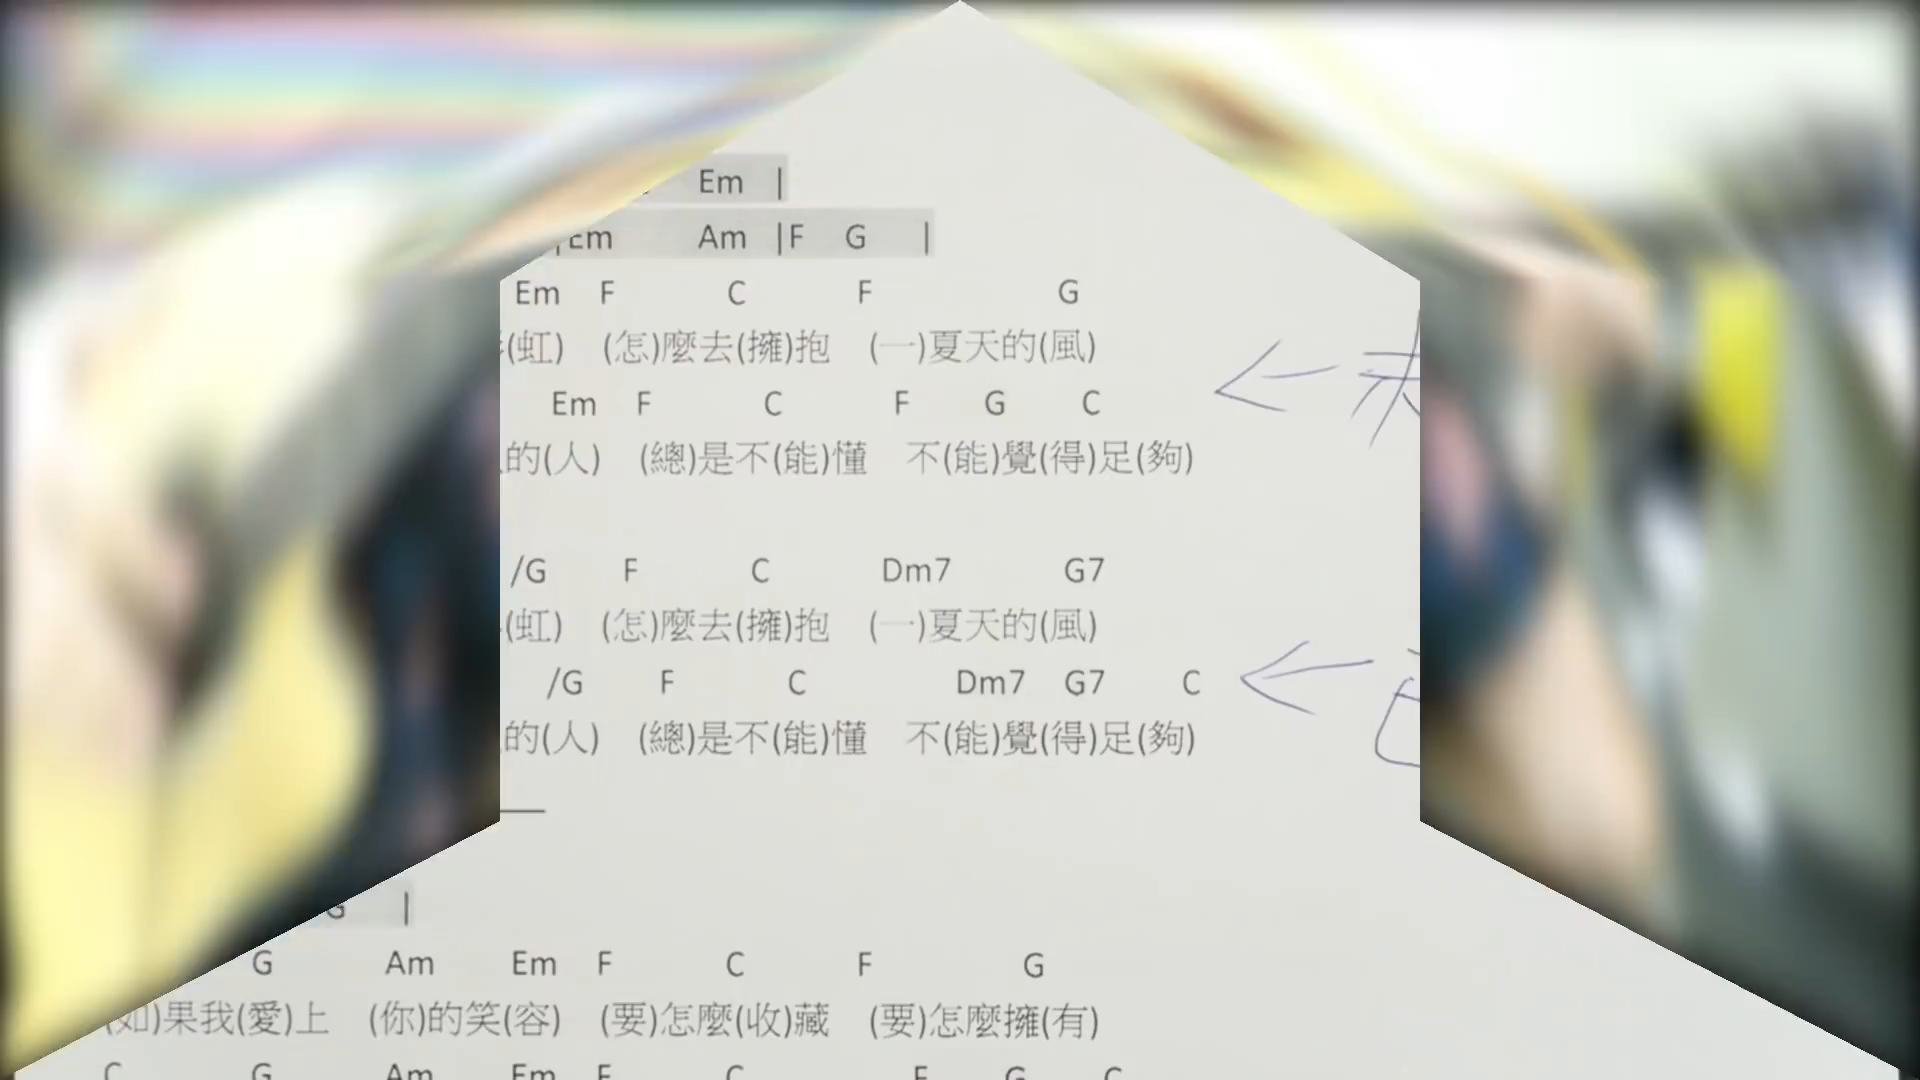 Em |
Em Am |F G |
Em F C F G
(虹) (怎)麼去(擁)抱 (一)夏天的(風)
Em F C F G C
的(人) (總)是不(能)懂 不(能)覺(得)足(夠)
/G F C Dm7 G7
(虹) (怎)麼去(擁)抱 (一)夏天的(風)
/G F C Dm7 G7 C
的(人) (總)是不(能)懂 不(能)覺(得)足(夠)
G |
G Am Em F C F G
(如)果我(愛)上 (你)的笑(容) (要)怎麼(收)藏 (要)怎麼擁(有)
C G Am Em F C F G C